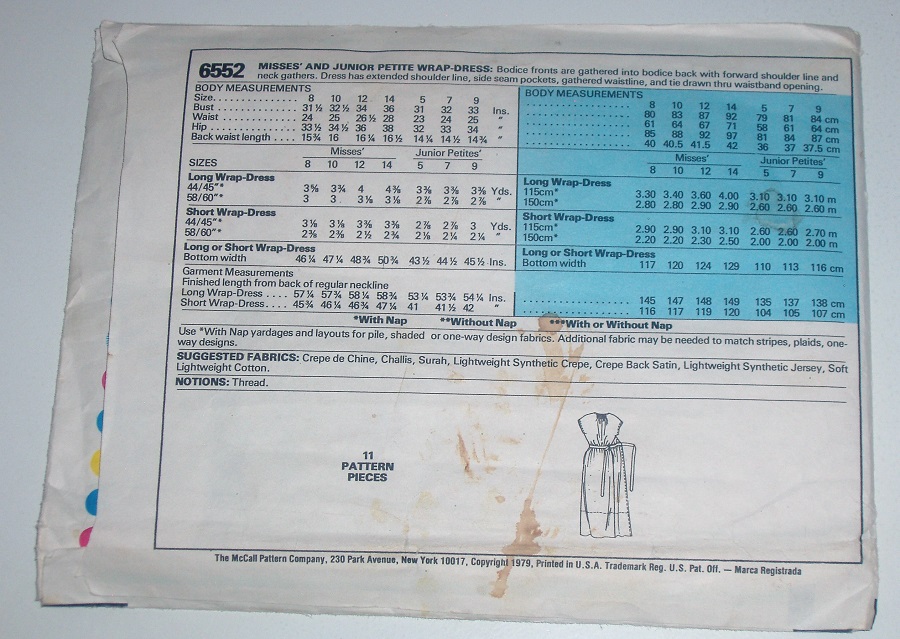 6552 MISSES' AND JUNIOR PETITE WRAP-DRESS: Bodice fronts are gathered into bodice back with forward shoulder line and
neck gathers. Dress has extended shoulder line, side seam pockets, gathered waistline, and tie drawn thru waistband opening.
BODY MEASUREMENTS
Size............... 8 10 12 14 5 7 9
Bust............... 31½ 32½ 34 36 31 32 33 Ins.
Waist............... 24 25 26½ 28 23 24 25 "
Hip............... 33½ 34½ 36 38 32 33 34 "
Back waist length.... 15¾ 16 16¼ 16½ 14¼ 14½ 14¾ "
Misses' Junior Petites'
SIZES 8 10 12 14 5 7 9
Long Wrap-Dress
44/45"* 3⅝ 3¾ 4 4⅜ 3⅜ 3⅜ 3⅜ Yds.
58/60"* 3 3 3⅛ 3⅛ 2⅞ 2⅞ 2⅞ "
Short Wrap-Dress
44/45"* 3⅛ 3⅛ 3⅜ 3⅜ 2⅞ 2⅞ 3 Yds.
58/60"* 2⅜ 2⅜ 2½ 2¾ 2⅛ 2¼ 2¼ "
Long or Short Wrap-Dress
Bottom width 46¼ 47¼ 48¾ 50¾ 43½ 44½ 45½ Ins.
Garment Measurements
Finished length from back of regular neckline
Long Wrap-Dress .... 57¼ 57¾ 58¼ 58¾ 53¼ 53¾ 54¼ Ins.
Short Wrap-Dress.... 45¾ 46¼ 46¾ 47¼ 41 41½ 42 "
BODY MEASUREMENTS
............... 8 10 12 14 5 7 9
............... 80 83 87 92 79 81 84 cm
............... 61 64 67 71 58 61 64 cm
............... 85 88 92 97 81 84 87 cm
............... 40 40.5 41.5 42 36 37 37.5 cm
Misses' Junior Petites'
8 10 12 14 5 7 9
Long Wrap-Dress
115cm* 3.30 3.40 3.60 4.00 3.10 3.10 3.10 m
150cm* 2.80 2.80 2.90 2.90 2.60 2.60 2.60 m
Short Wrap-Dress
115cm* 2.90 2.90 3.10 3.10 2.60 2.60 2.70 m
150cm* 2.20 2.20 2.30 2.50 2.00 2.00 2.00 m
Long or Short Wrap-Dress
Bottom width 117 120 124 129 110 113 116 cm
............... 145 147 148 149 135 137 138 cm
............... 116 117 119 120 104 105 107 cm
*With Nap **Without Nap ***With or Without Nap
Use *With Nap yardages and layouts for pile, shaded or one-way design fabrics. Additional fabric may be needed to match stripes, plaids, one-
way designs.
SUGGESTED FABRICS: Crepe de Chine, Challis, Surah, Lightweight Synthetic Crepe, Crepe Back Satin, Lightweight Synthetic Jersey, Soft
Lightweight Cotton.
NOTIONS: Thread.
11
PATTERN
PIECES
The McCall Pattern Company, 230 Park Avenue, New York 10017, Copyright 1979, Printed in U.S.A. Trademark Reg. U.S. Pat. Off. — Marca Registrada